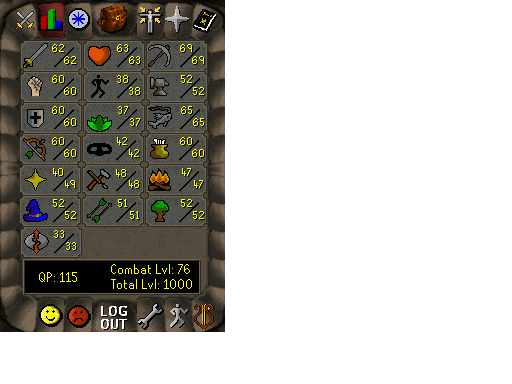 62/62 63/63 69/69
60/60 38/38 52/52
60/60 37/37 65/65
60/60 42/42 60/60
40/49 48/48 47/47
52/52 51/51 52/52
33/33
QP: 115
Combat Lvl: 76
Total Lvl: 1000
LOG
OUT